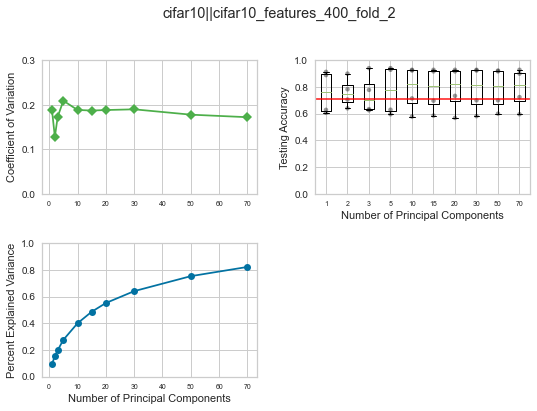 cifar10||cifar10_features_400_fold_2
Coefficient of Variation
0.3
0.2
0.1
0.0
0 10 20 30 40 50 60 70
Testing Accuracy
1.0
0.8
0.6
0.4
0.2
0.0
1 2 3 5 10 15 20 30 50 70
Number of Principal Components
Percent Explained Variance
1.0
0.8
0.6
0.4
0.2
0.0
0 10 20 30 40 50 60 70
Number of Principal Components